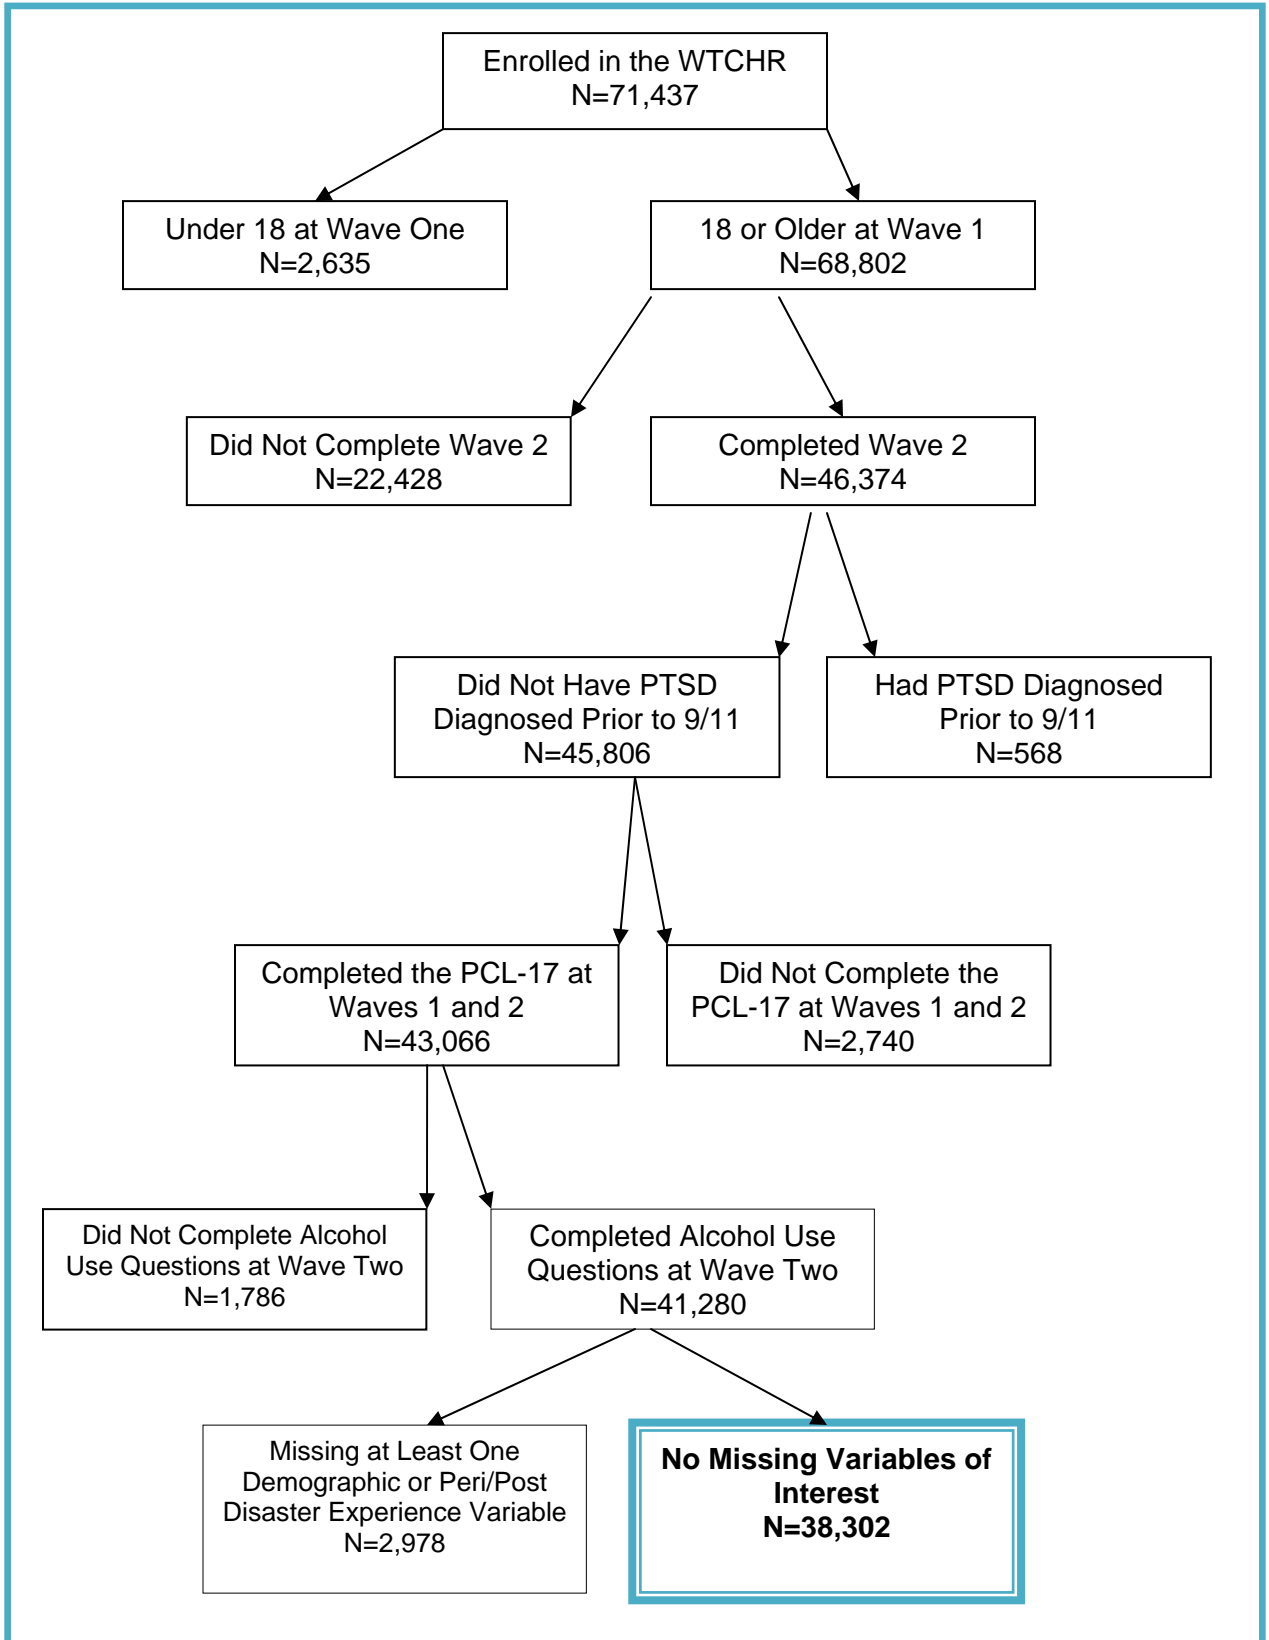 Enrolled in the WTCHR
N=71,437
Under 18 at Wave One
N=2,635
18 or Older at Wave 1
N=68,802
Did Not Complete Wave 2
N=22,428
Completed Wave 2
N=46,374
Did Not Have PTSD
Diagnosed Prior to 9/11
N=45,806
Had PTSD Diagnosed
Prior to 9/11
N=568
Completed the PCL-17 at
Waves 1 and 2
N=43,066
Did Not Complete the
PCL-17 at Waves 1 and 2
N=2,740
Did Not Complete Alcohol
Use Questions at Wave Two
N=1,786
Completed Alcohol Use
Questions at Wave Two
N=41,280
Missing at Least One
Demographic or Peri/Post
Disaster Experience Variable
N=2,978
No Missing Variables of
Interest
N=38,302